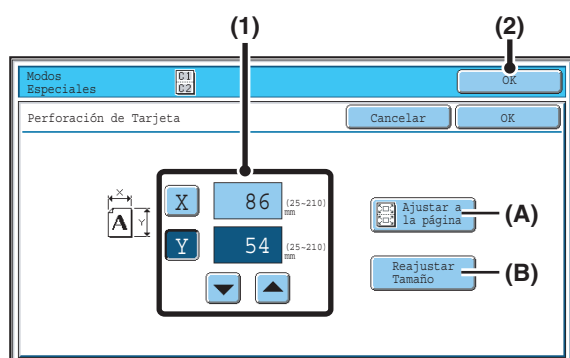 (1)
(2)
Modos
Especiales
C1
C2
OK
Perforación de Tarjeta
Cancelar
OK
X
86
(25~210)
mm
X
A
Y
Y
54
(25~210)
mm
Ajustar a
la página
(A)
Reajustar
Tamaño
(B)